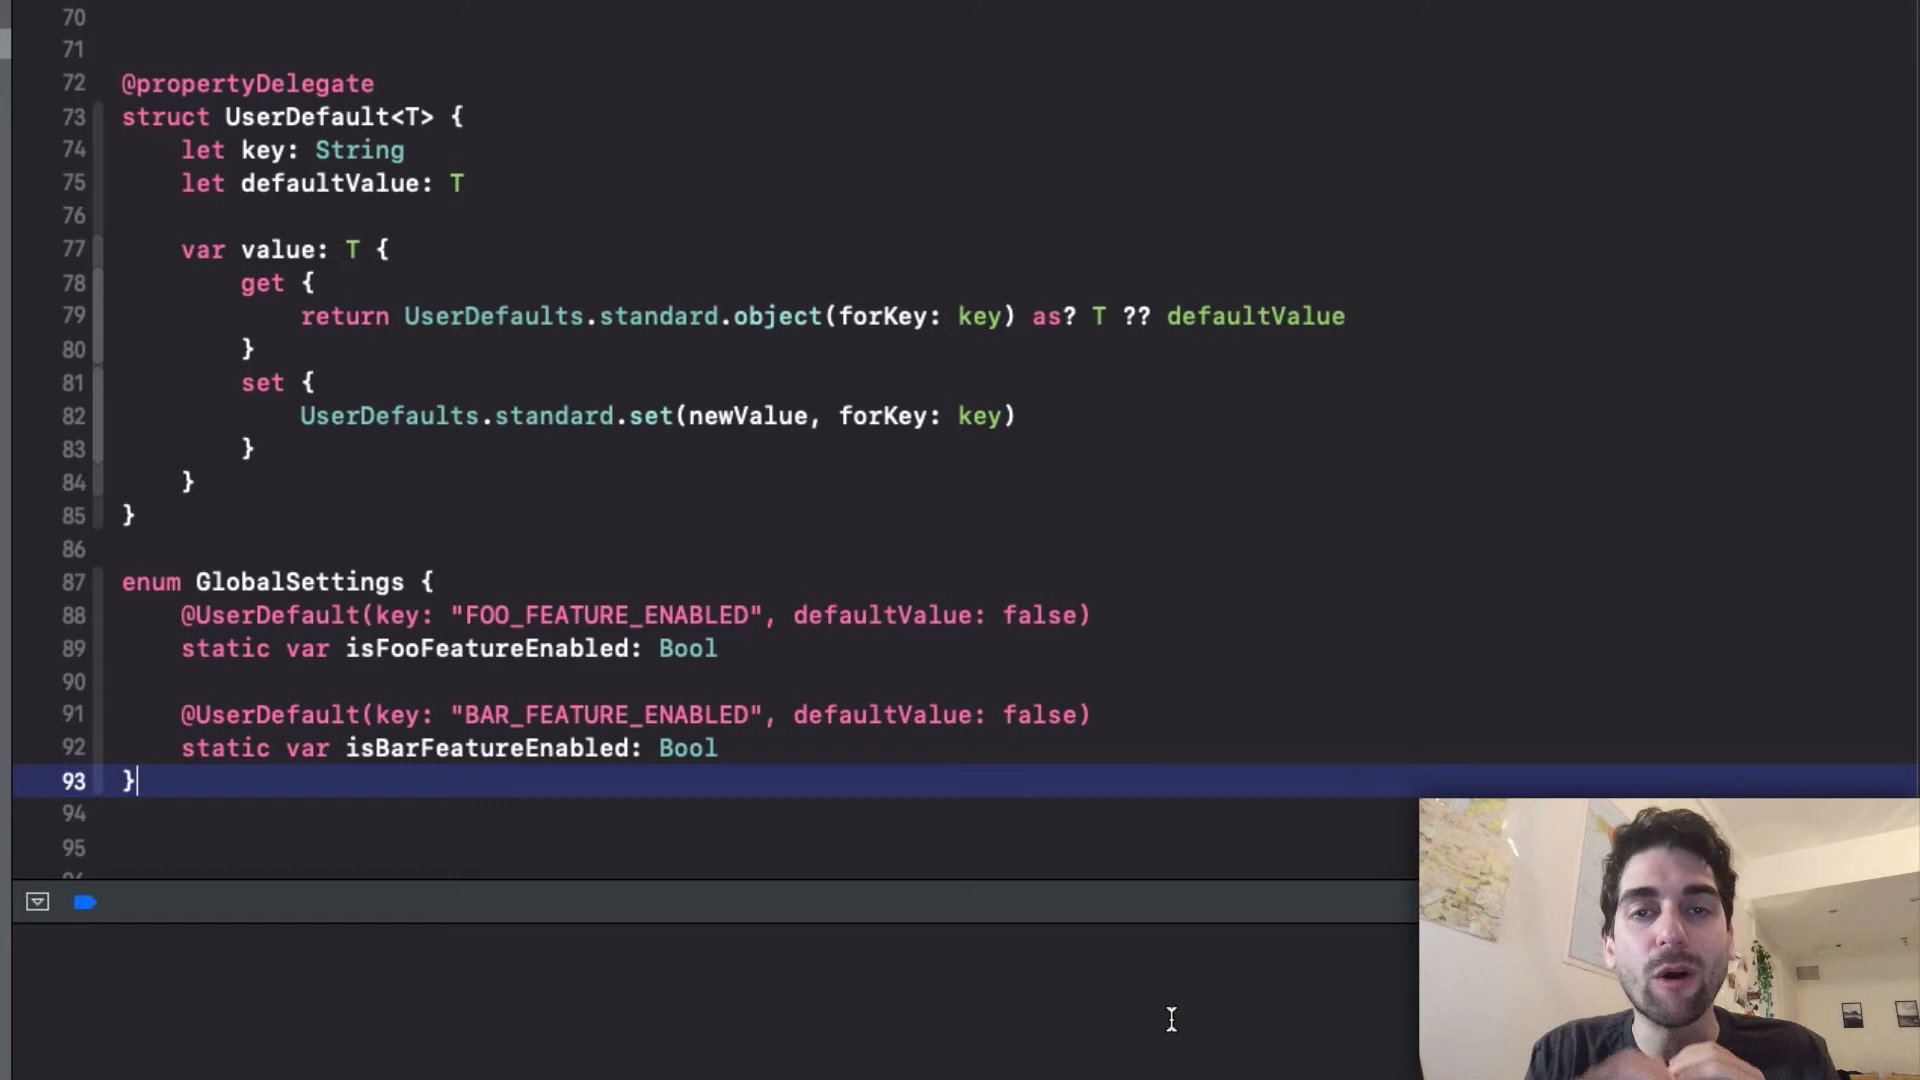 70
71
72 @propertyDelegate
73 struct UserDefault<T> {
74     let key: String
75     let defaultValue: T
76
77     var value: T {
78         get {
79             return UserDefaults.standard.object(forKey: key) as? T ?? defaultValue
80         }
81         set {
82             UserDefaults.standard.set(newValue, forKey: key)
83         }
84     }
85 }
86
87 enum GlobalSettings {
88     @UserDefault(key: "FOO_FEATURE_ENABLED", defaultValue: false)
89     static var isFooFeatureEnabled: Bool
90
91     @UserDefault(key: "BAR_FEATURE_ENABLED", defaultValue: false)
92     static var isBarFeatureEnabled: Bool
93 }
94
95